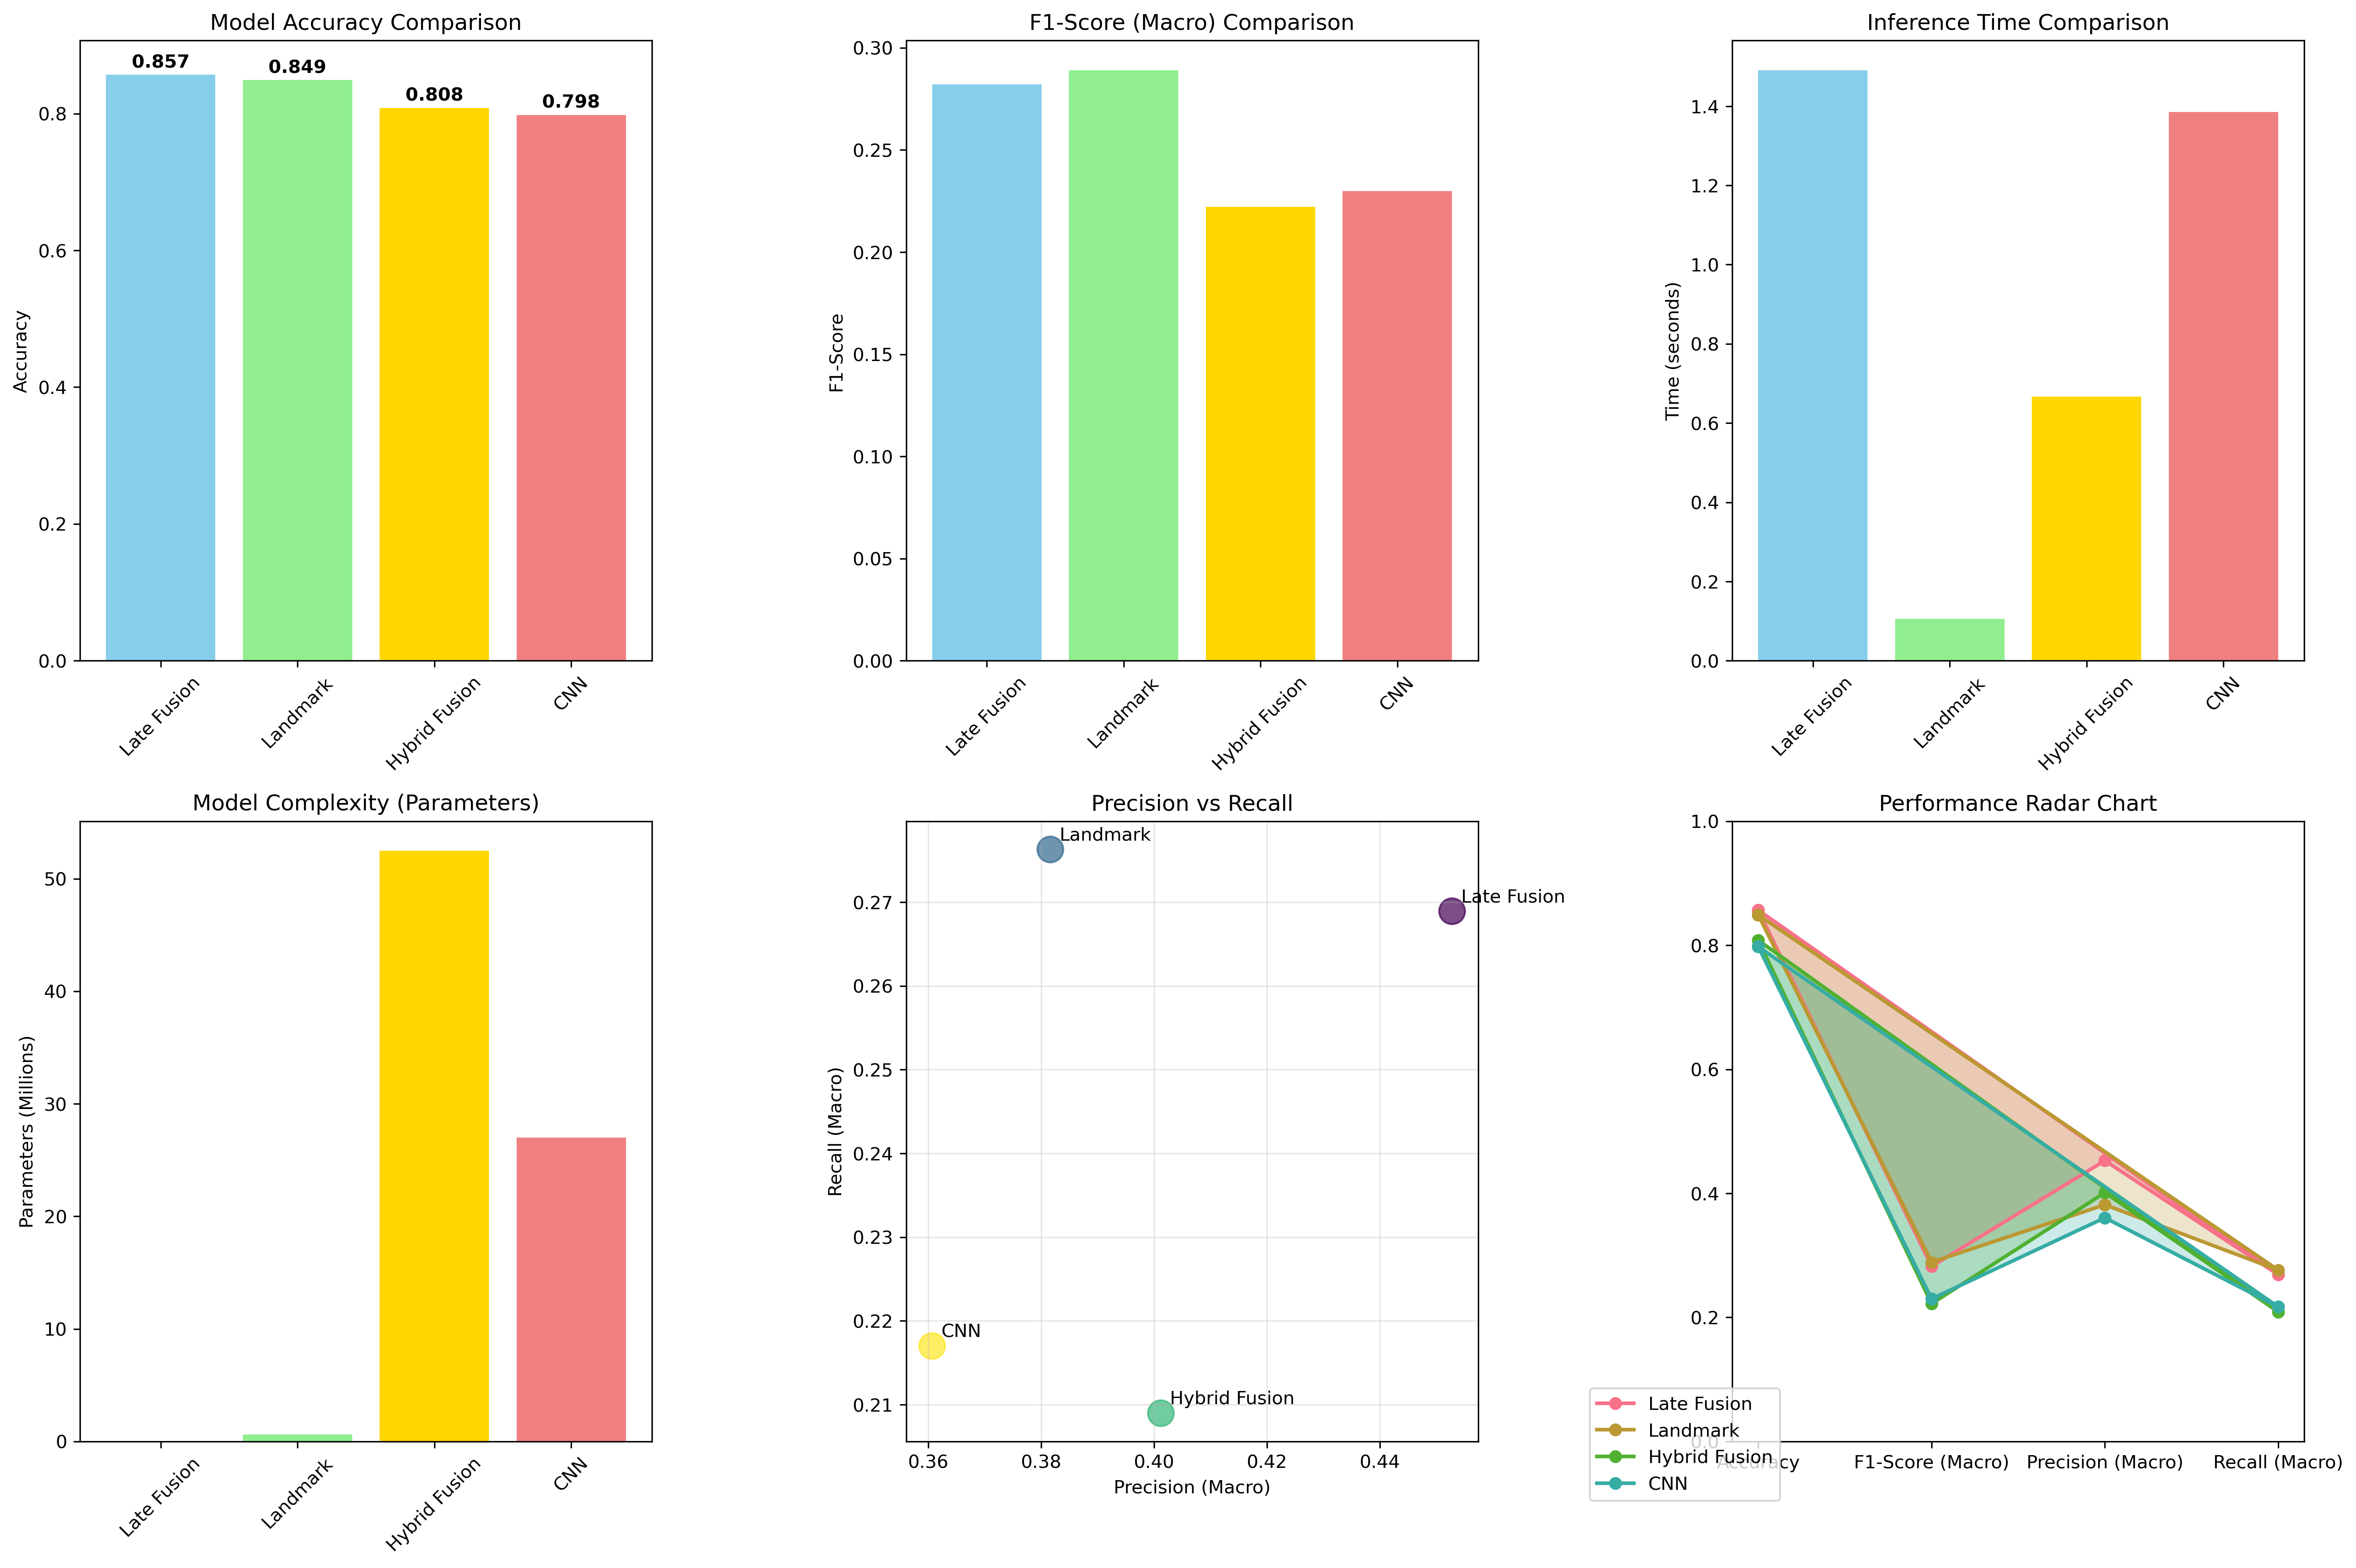 Model Accuracy Comparison
0.857
0.849
0.808
0.798
0.8
0.6
0.4
0.2
0.0
Accuracy
Late Fusion
Landmark
Hybrid Fusion
CNN
F1-Score (Macro) Comparison
0.30
0.25
0.20
0.15
0.10
0.05
0.00
F1-Score
Late Fusion
Landmark
Hybrid Fusion
CNN
Inference Time Comparison
1.4
1.2
1.0
0.8
0.6
0.4
0.2
0.0
Time (seconds)
Late Fusion
Landmark
Hybrid Fusion
CNN
Model Complexity (Parameters)
50
40
30
20
10
0
Parameters (Millions)
Late Fusion
Landmark
Hybrid Fusion
CNN
Precision vs Recall
Landmark
Late Fusion
CNN
Hybrid Fusion
0.27
0.26
0.25
0.24
0.23
0.22
0.21
Recall (Macro)
0.36 0.38 0.40 0.42 0.44
Precision (Macro)
Performance Radar Chart
1.0
0.8
0.6
0.4
0.2
0.0
Accuracy F1-Score (Macro) Precision (Macro) Recall (Macro)
Late Fusion
Landmark
Hybrid Fusion
CNN